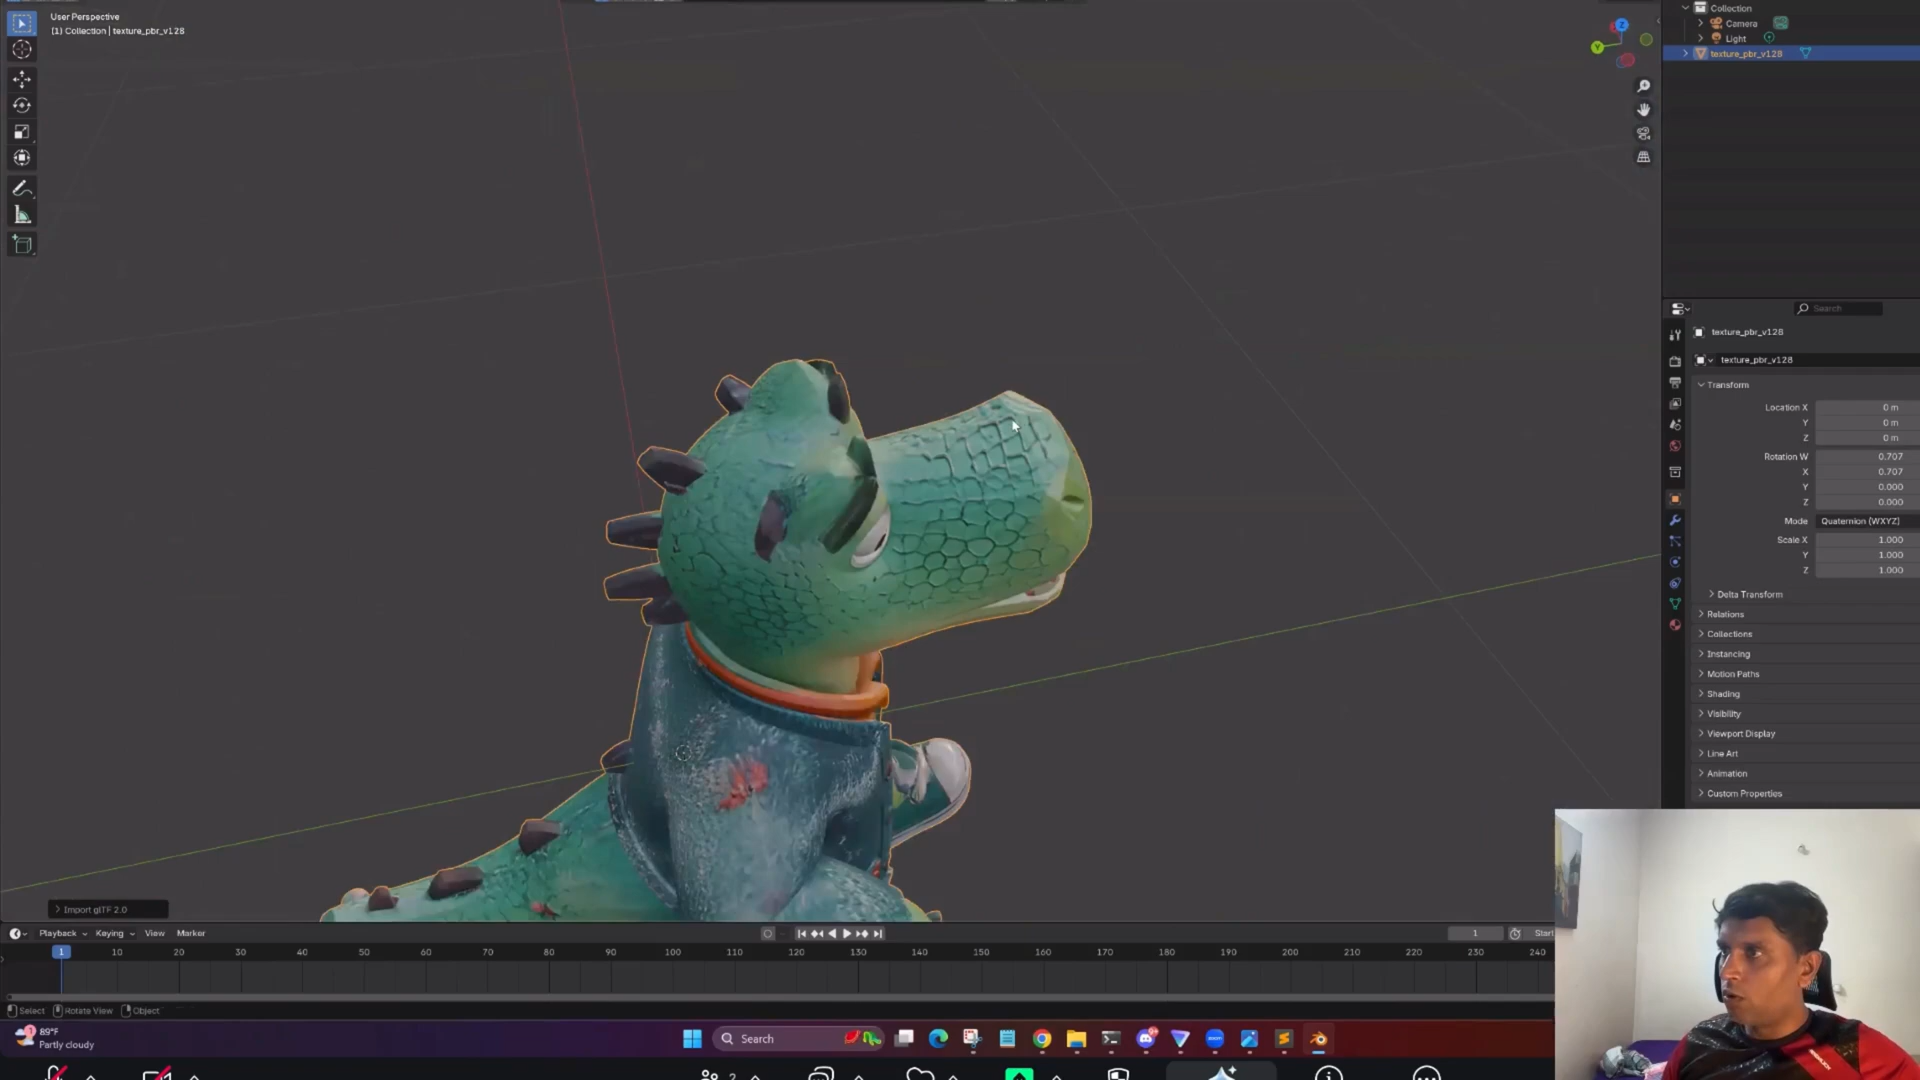 User Perspective
(1) Collection | texture_pbr_v128
Collection
Camera
Light
texture_pbr_v128
Search
texture_pbr_v128
texture_pbr_v128
Transform
Location X 0 m
Y 0 m
Z 0 m
Rotation W 0.707
X 0.707
Y 0.000
Z 0.000
Mode Quaternion (WXYZ)
Scale X 1.000
Y 1.000
Z 1.000
Delta Transform
Relations
Collections
Instancing
Motion Paths
Shading
Visibility
Viewport Display
Line Art
Animation
Custom Properties
Z
Y
Import glTF 2.0
Playback Keying View Marker
1 Start
1 10 20 30 40 50 60 70 80 90 100 110 120 130 140 150 160 170 180 190 200 210 220 230 240
Select Rotate View Object
89°F
Partly cloudy
Search
2